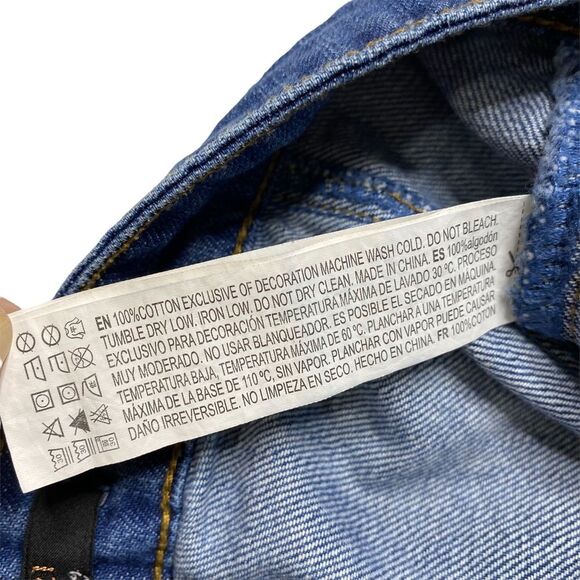 EN 100%COTTON EXCLUSIVE OF DECORATION MACHINE WASH COLD. DO NOT BLEACH.
TUMBLE DRY LOW. IRON LOW. DO NOT DRY CLEAN. MADE IN CHINA. ES 100%algodón
EXCLUSIVO PARA DECORACIÓN TEMPERATURA MÁXIMA DE LAVADO 30 ºC. PROCESO
MUY MODERADO. NO USAR BLANQUEADOR. ES POSIBLE EL SECADO EN MAQUINA.
TEMPERATURA BAJA, TEMPERATURA MÁXIMA DE 60 ºC. PLANCHAR A UNA TEMPERATURA
MÁXIMA DE LA BASE DE 110 ºC, SIN VAPOR. PLANCHAR CON VAPOR PUEDE CAUSAR
DAÑO IRREVERSIBLE. NO LIMPIEZA EN SECO. HECHO EN CHINA. FR 100%COTON